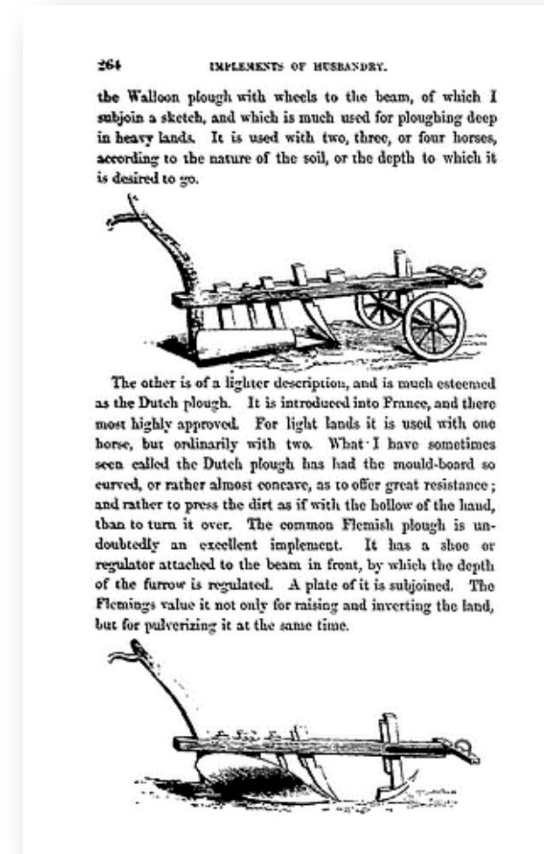 264
IMPLEMENTS OF HUSBANDRY.
the Walloon plough with wheels to the beam, of which I
subjoin a sketch, and which is much used for ploughing deep
in heavy lands. It is used with two, three, or four horses,
according to the nature of the soil, or the depth to which it
is desired to go.
The other is of a lighter description, and is much esteemed
as the Dutch plough. It is introduced into France, and there
most highly approved. For light lands it is used with one
horse, but ordinarily with two. What I have sometimes
seen called the Dutch plough has had the mould-board so
curved, or rather almost concave, as to offer great resistance;
and rather to press the dirt as if with the hollow of the hand,
than to turn it over. The common Flemish plough is un-
doubtedly an excellent implement. It has a shoe or
regulator attached to the beam in front, by which the depth
of the furrow is regulated. A plate of it is subjoined. The
Flemings value it not only for raising and inverting the land,
but for pulverizing it at the same time.